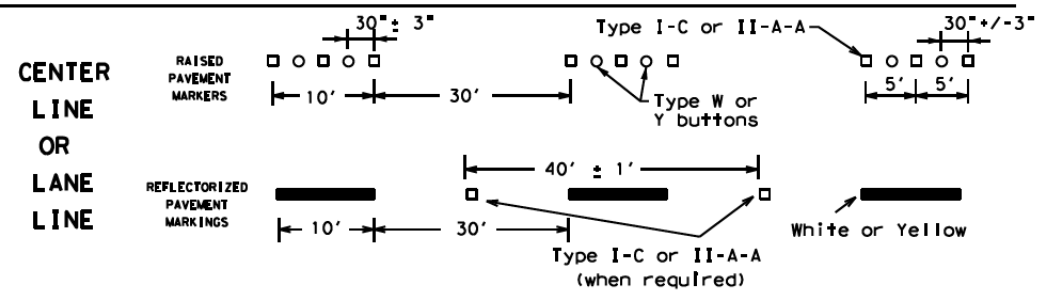 30"± 3"
Type I-C or II-A-A
30"+/-3"
CENTER
LINE
OR
LANE
LINE
RAISED
PAVEMENT
MARKERS
10'
30'
Type W or
Y buttons
5'
5'
40' ± 1'
REFLECTORIZED
PAVEMENT
MARKINGS
10'
30'
Type I-C or II-A-A
(when required)
White or Yellow